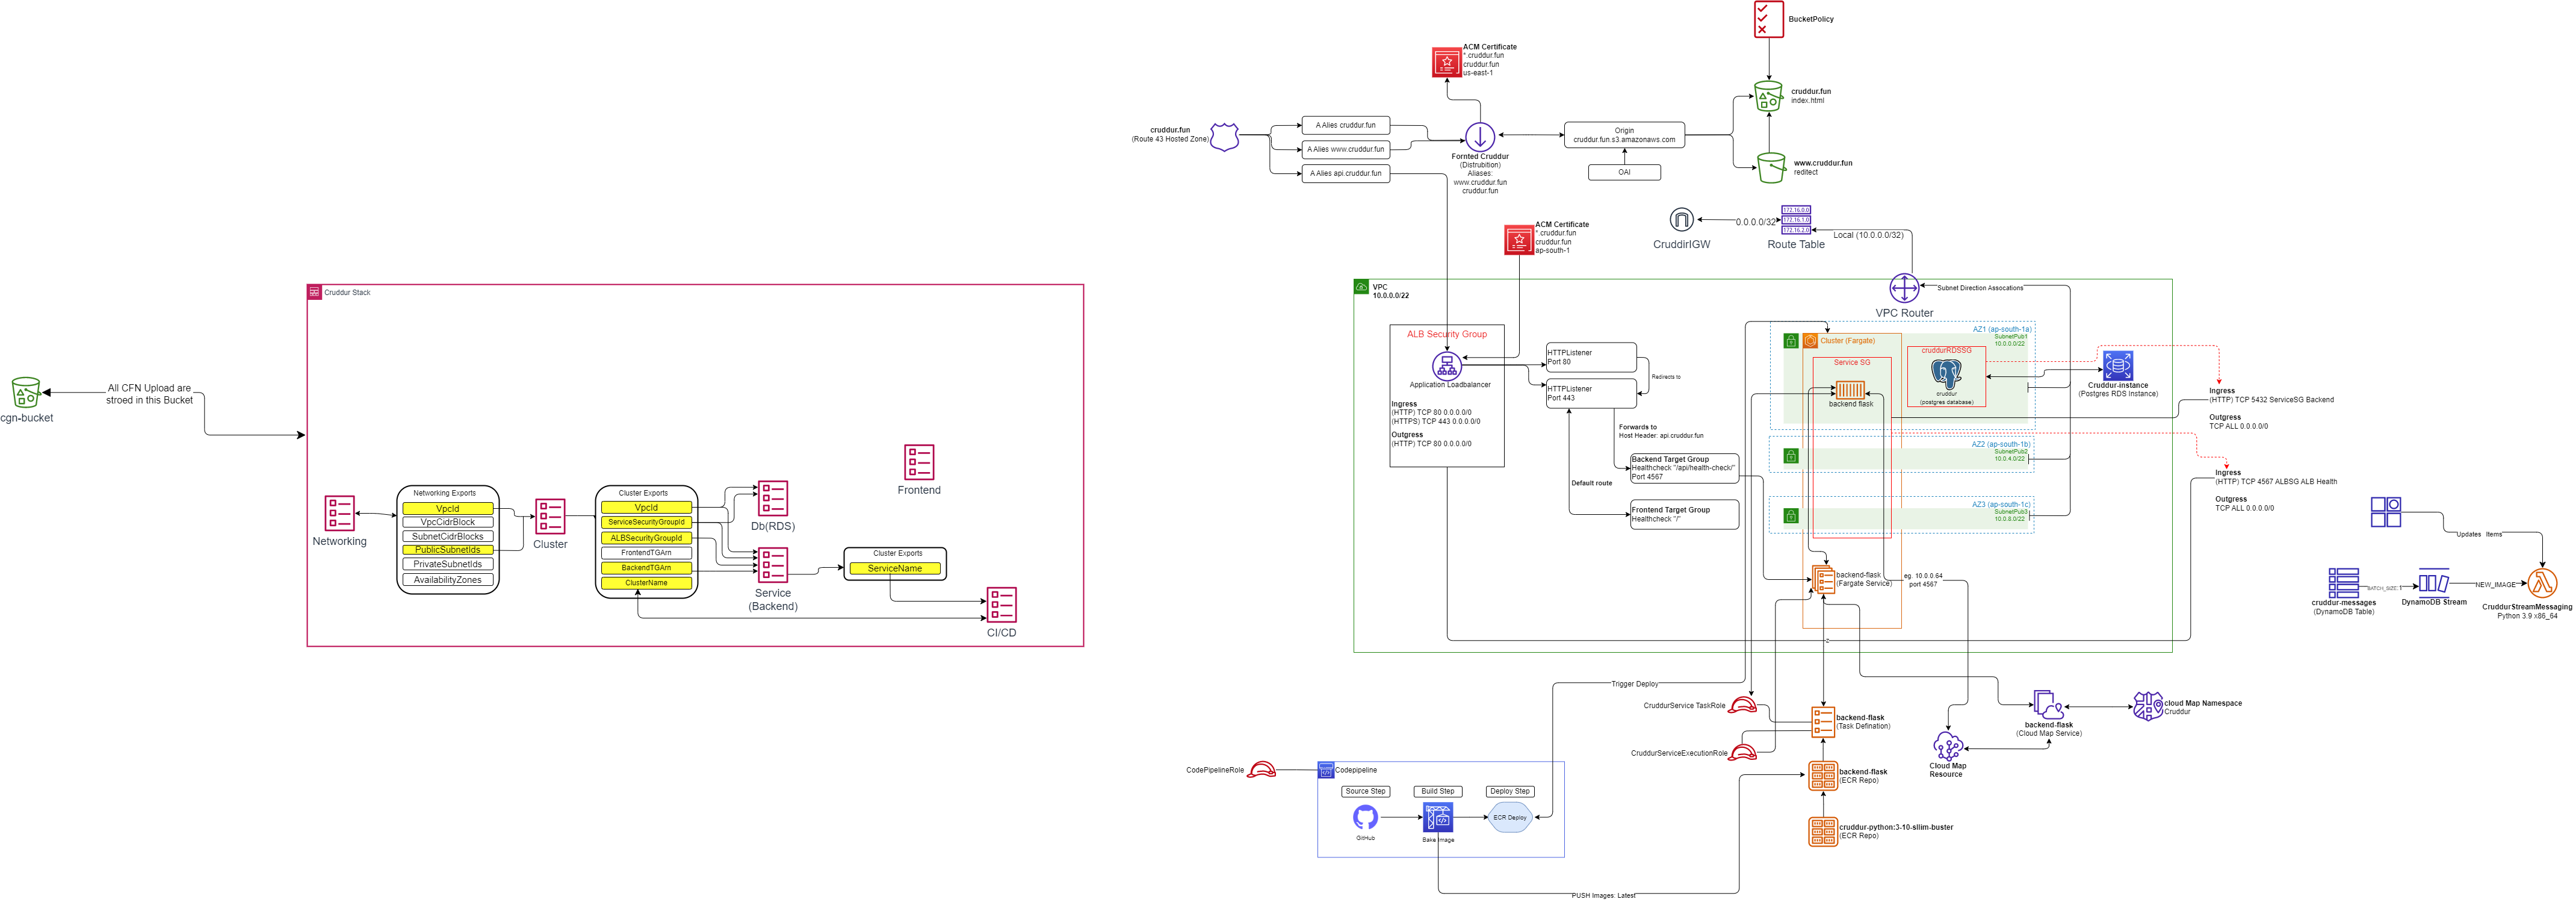 BucketPolicy
ACM Certificate
*.cruddur.fun
cruddur.fun
us-east-1
cruddur.fun
index.html
cruddur.fun
(Route 43 Hosted Zone)
A Alies cruddur.fun
A Alies www.cruddur.fun
A Alies api.cruddur.fun
Fornted Cruddur
(Distrubition)
Aliases:
www.cruddur.fun
cruddur.fun
Origin
cruddur.fun.s3.amazonaws.com
OAI
www.cruddur.fun
reditect
ACM Certificate
*.cruddur.fun
cruddur.fun
ap-south-1
CruddirIGW
0.0.0.0/32
172.16.0.0
172.16.1.0
172.16.2.0
Route Table
Local (10.0.0.0/32)
Cruddur Stack
All CFN Upload are
stroed in this Bucket
cgn-bucket
Networking
Networking Exports
VpcId
VpcCidrBlock
SubnetCidrBlocks
PublicSubnetIds
PrivateSubnetIds
AvailabilityZones
Cluster
Cluster Exports
VpcId
ServiceSecurityGroupId
ALBSecurityGroupId
FrontendTGArn
BackendTGArn
ClusterName
Db(RDS)
Service
(Backend)
Cluster Exports
ServiceName
Frontend
CI/CD
VPC
10.0.0.0/22
VPC Router
Subnet Direction Assocations
ALB Security Group
Application Loadbalancer
Ingress
(HTTP) TCP 80 0.0.0.0/0
(HTTPS) TCP 443 0.0.0.0/0
Outgress
(HTTP) TCP 80 0.0.0.0/0
HTTPListener
Port 80
HTTPListener
Port 443
Redirects to
Forwards to
Host Header: api.cruddur.fun
Default route
Backend Target Group
Healthcheck "/api/health-check/"
Port 4567
Frontend Target Group
Healthcheck "/"
AZ1 (ap-south-1a)
SubnetPub1
10.0.0.0/22
Cluster (Fargate)
Service SG
backend flask
cruddurRDSSG
cruddur
(postgres database)
AZ2 (ap-south-1b)
SubnetPub2
10.0.4.0/22
AZ3 (ap-south-1c)
SubnetPub3
10.0.8.0/22
Cruddur-instance
(Postgres RDS Instance)
Ingress
(HTTP) TCP 5432 ServiceSG Backend
Outgress
TCP ALL 0.0.0.0/0
Ingress
(HTTP) TCP 4567 ALBSG ALB Health
Outgress
TCP ALL 0.0.0.0/0
backend-flask
(Fargate Service)
eg. 10.0.0.64
port 4567
Updates Items
cruddur-messages
(DynamoDB Table)
BATCH_SIZE: 1
DynamoDB Stream
NEW_IMAGE
CruddurStreamMessaging
Python 3.9 x86_64
Trigger Deploy
CruddurService TaskRole
CruddurServiceExecutionRole
backend-flask
(Task Defination)
backend-flask
(ECR Repo)
cruddur-python:3-10-sllim-buster
(ECR Repo)
Cloud Map
Resource
backend-flask
(Cloud Map Service)
cloud Map Namespace
Cruddur
CodePipelineRole
Codepipeline
Source Step
Build Step
Deploy Step
GitHub
Bake Image
ECR Deploy
PUSH Images: Latest